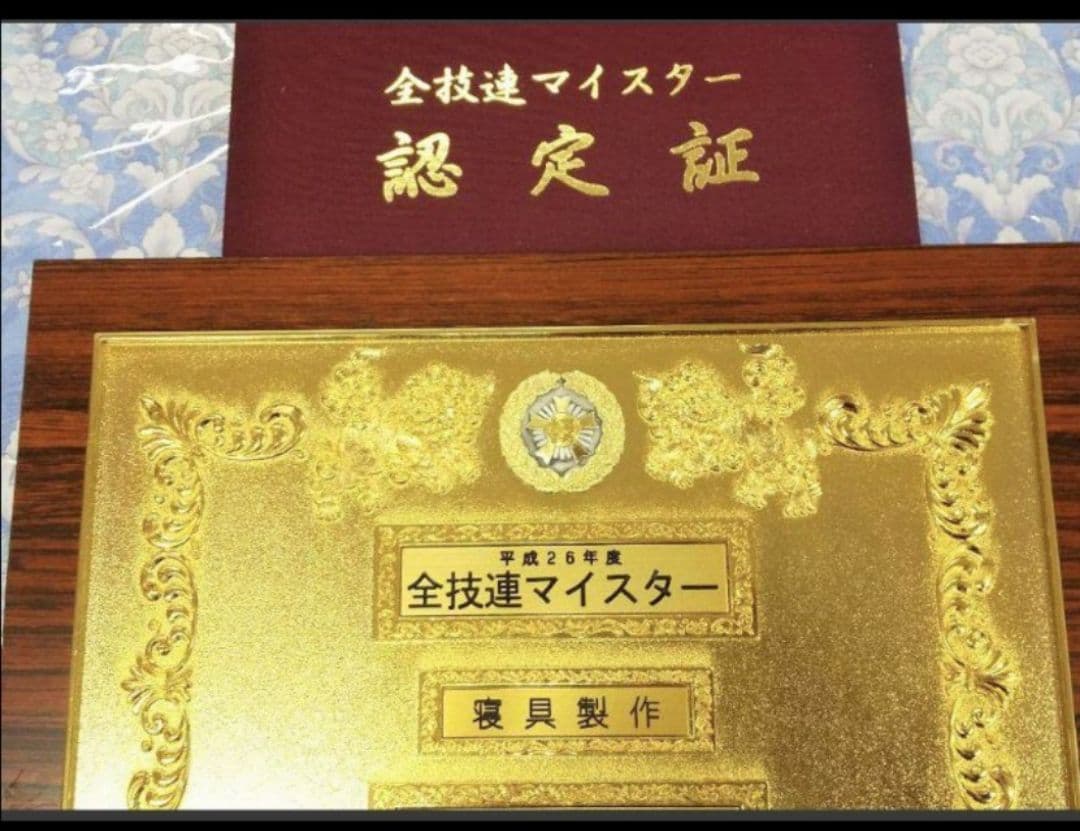 全技連マイスター
認定証
平成26年度
全技連マイスター
寝具製作